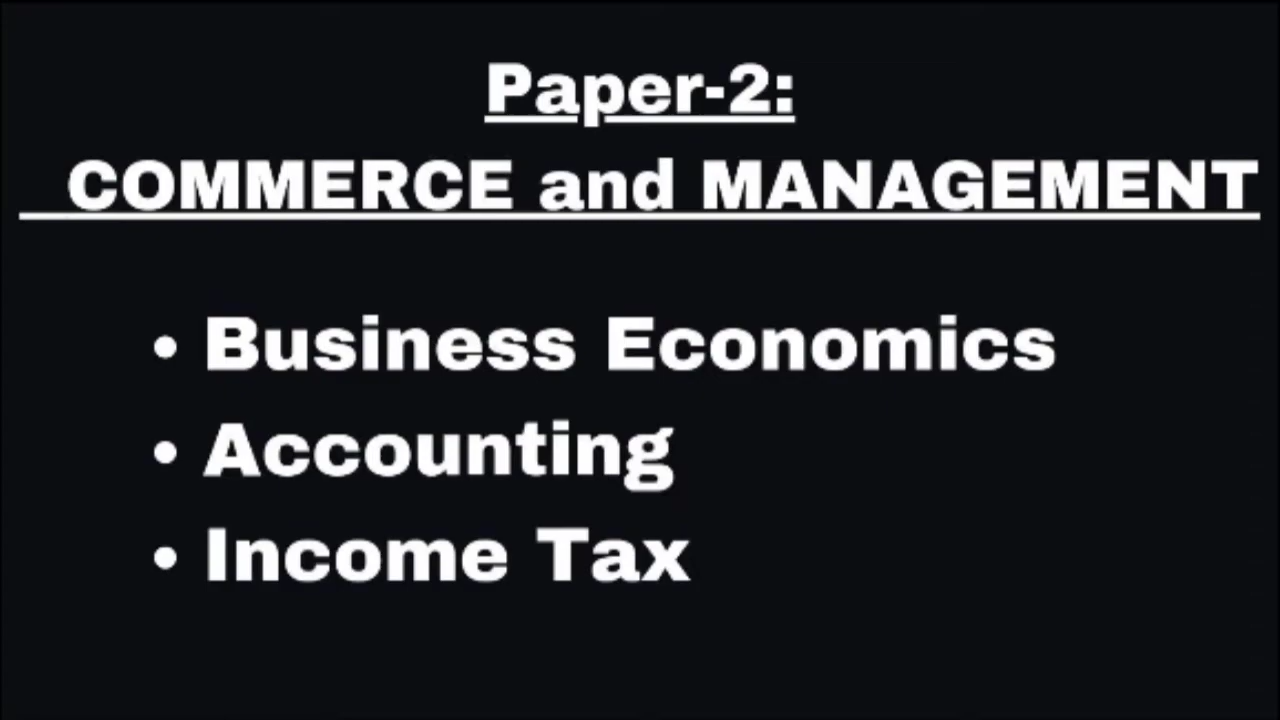 Paper-2:
COMMERCE and MANAGEMENT
• Business Economics
• Accounting
• Income Tax